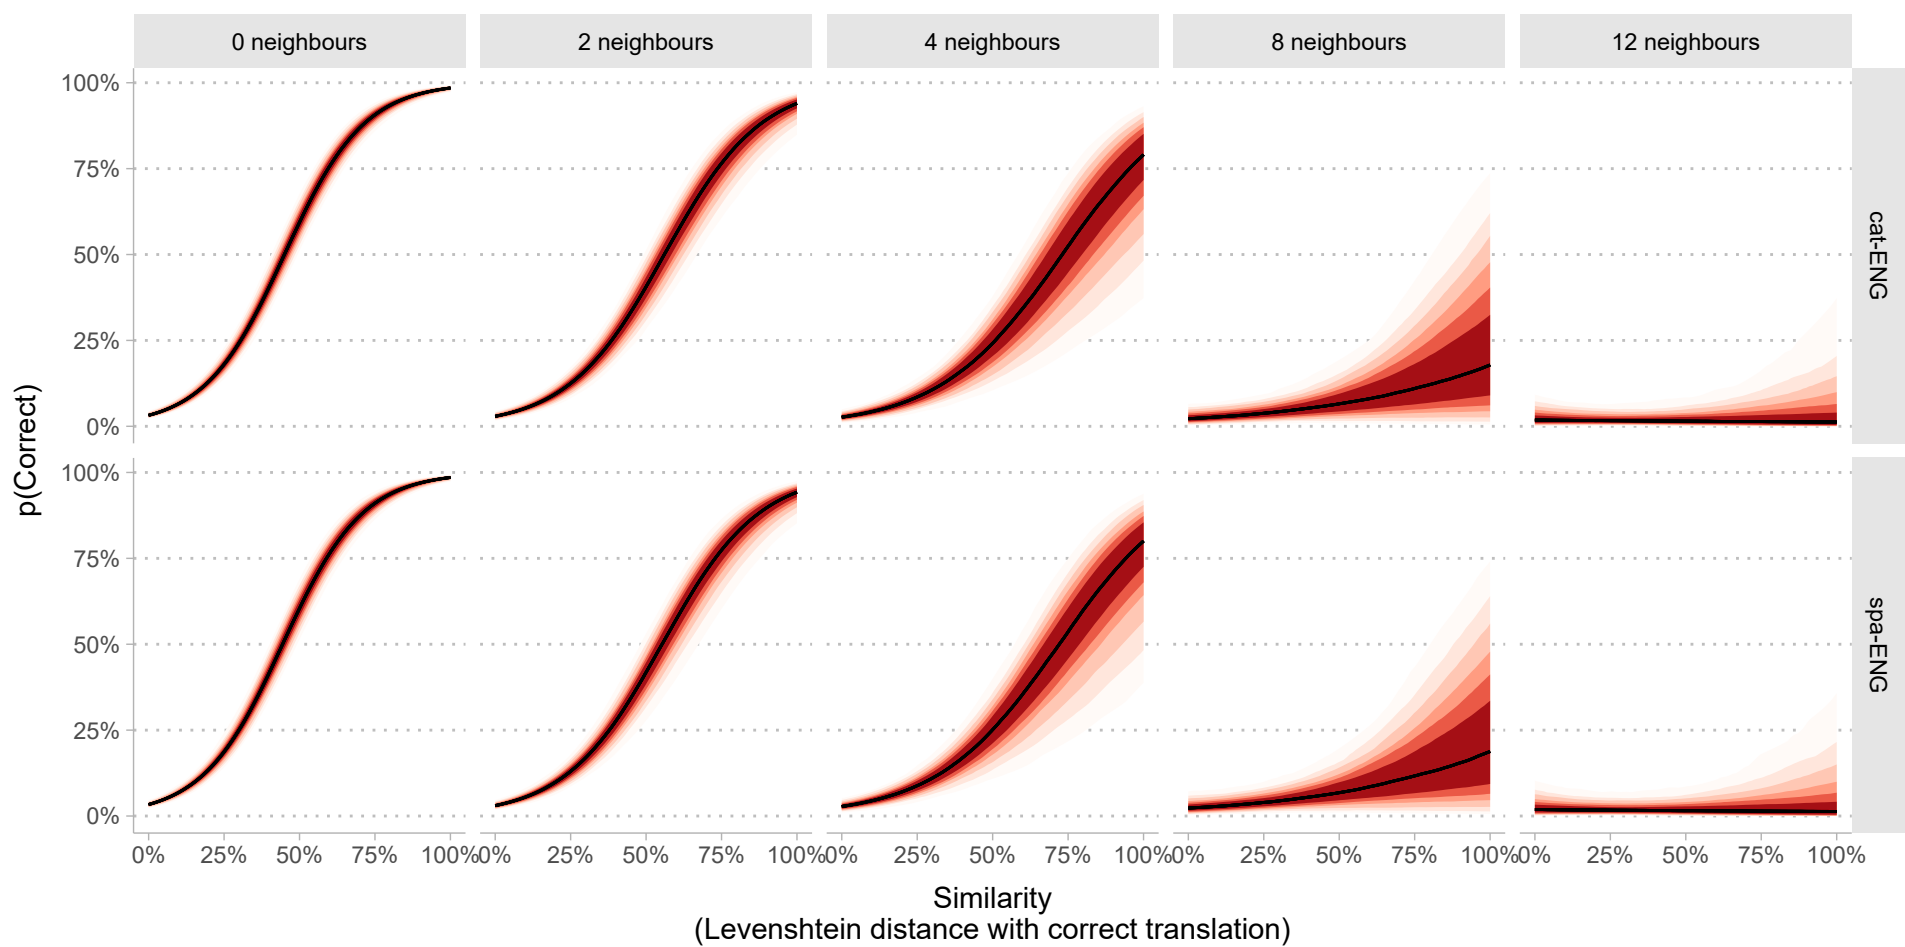 0 neighbours 2 neighbours 4 neighbours 8 neighbours 12 neighbours
100%
75%
50%
25%
0%
cat-ENG
p(Correct)
100%
75%
50%
25%
0%
spa-ENG
0% 25% 50% 75% 100% 0% 25% 50% 75% 100% 0% 25% 50% 75% 100% 0% 25% 50% 75% 100% 0% 25% 50% 75% 100%
Similarity
(Levenshtein distance with correct translation)